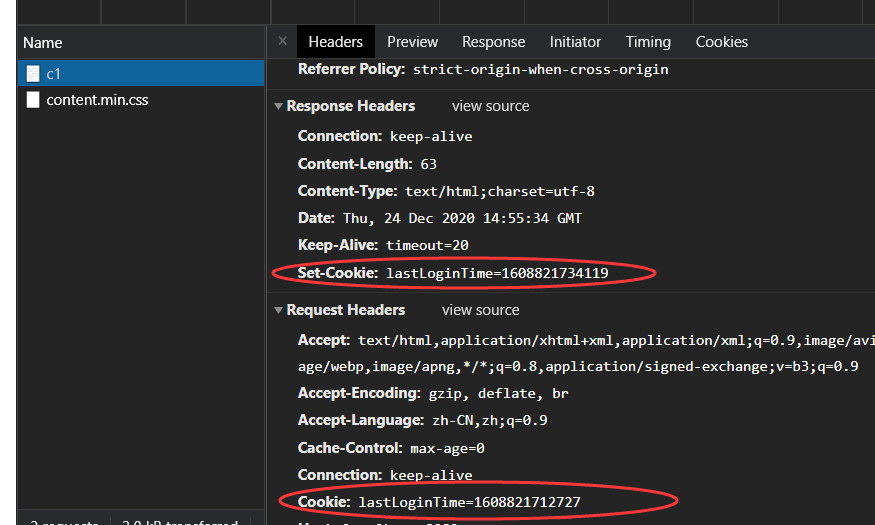 Name
× Headers Preview Response Initiator Timing Cookies
c1
content.min.css
Referrer Policy: strict-origin-when-cross-origin
Response Headers view source
Connection: keep-alive
Content-Length: 63
Content-Type: text/html;charset=utf-8
Date: Thu, 24 Dec 2020 14:55:34 GMT
Keep-Alive: timeout=20
Set-Cookie: lastLoginTime=1608821734119
Request Headers view source
Accept: text/html,application/xhtml+xml,application/xml;q=0.9,image/avi
age/webp,image/apng,*/*;q=0.8,application/signed-exchange;v=b3;q=0.9
Accept-Encoding: gzip, deflate, br
Accept-Language: zh-CN,zh;q=0.9
Cache-Control: max-age=0
Connection: keep-alive
Cookie: lastLoginTime=1608821712727